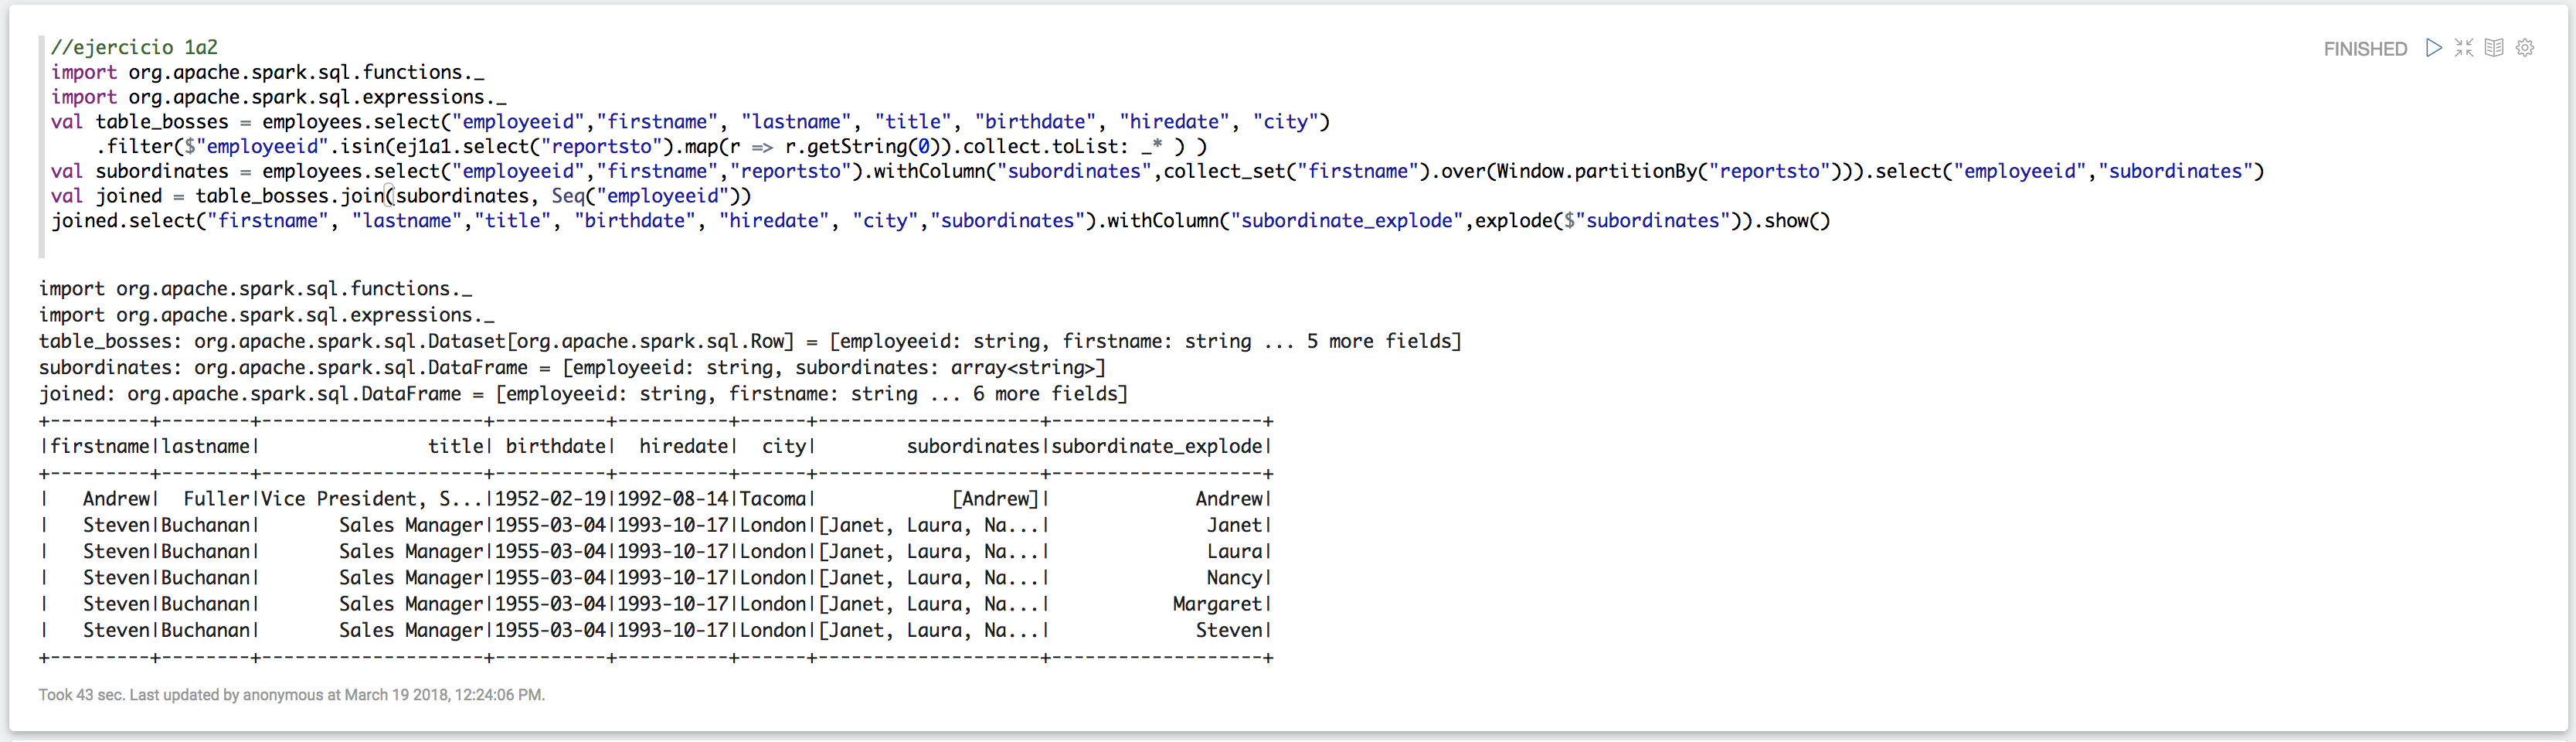 //ejercicio 1a2
FINISHED
import org.apache.spark.sql.functions._
import org.apache.spark.sql.expressions._
val table_bosses = employees.select("employeeid","firstname", "lastname", "title", "birthdate", "hiredate", "city")
    .filter($"employeeid".isin(ej1a1.select("reportsto").map(r => r.getString(0)).collect.toList: _* ) )
val subordinates = employees.select("employeeid","firstname","reportsto").withColumn("subordinates",collect_set("firstname").over(Window.partitionBy("reportsto"))).select("employeeid","subordinates")
val joined = table_bosses.join(subordinates, Seq("employeeid"))
joined.select("firstname", "lastname","title", "birthdate", "hiredate", "city","subordinates").withColumn("subordinate_explode",explode($"subordinates")).show()
import org.apache.spark.sql.functions._
import org.apache.spark.sql.expressions._
table_bosses: org.apache.spark.sql.Dataset[org.apache.spark.sql.Row] = [employeeid: string, firstname: string ... 5 more fields]
subordinates: org.apache.spark.sql.DataFrame = [employeeid: string, subordinates: array<string>]
joined: org.apache.spark.sql.DataFrame = [employeeid: string, firstname: string ... 6 more fields]
+---------+--------+--------------------+----------+----------+------+--------------------+-------------------+
|firstname|lastname|               title| birthdate|  hiredate|  city|        subordinates|subordinate_explode|
+---------+--------+--------------------+----------+----------+------+--------------------+-------------------+
|   Andrew|  Fuller|Vice President, S...|1952-02-19|1992-08-14|Tacoma|            [Andrew]|             Andrew|
|   Steven|Buchanan|       Sales Manager|1955-03-04|1993-10-17|London|[Janet, Laura, Na...|              Janet|
|   Steven|Buchanan|       Sales Manager|1955-03-04|1993-10-17|London|[Janet, Laura, Na...|              Laura|
|   Steven|Buchanan|       Sales Manager|1955-03-04|1993-10-17|London|[Janet, Laura, Na...|              Nancy|
|   Steven|Buchanan|       Sales Manager|1955-03-04|1993-10-17|London|[Janet, Laura, Na...|           Margaret|
|   Steven|Buchanan|       Sales Manager|1955-03-04|1993-10-17|London|[Janet, Laura, Na...|             Steven|
+---------+--------+--------------------+----------+----------+------+--------------------+-------------------+
Took 43 sec. Last updated by anonymous at March 19 2018, 12:24:06 PM.